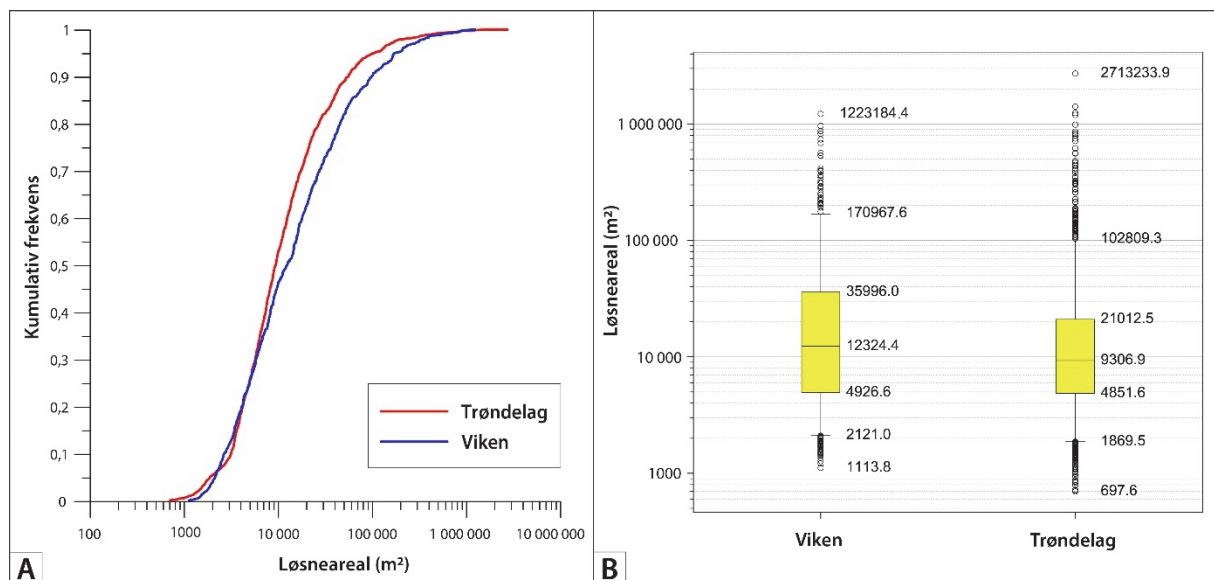 Kumulativ frekvens
1
0,9
0,8
0,7
0,6
0,5
0,4
0,3
0,2
0,1
0
100
1000
10 000
100 000
1 000 000
10 000 000
Løsneareal (m²)
Trøndelag
Viken
A
Løsneareal (m²)
1 000 000
100 000
10 000
1000
1223184.4
170967.6
35996.0
12324.4
4926.6
2121.0
1113.8
2713233.9
102809.3
21012.5
9306.9
4851.6
1869.5
697.6
Viken
Trøndelag
B